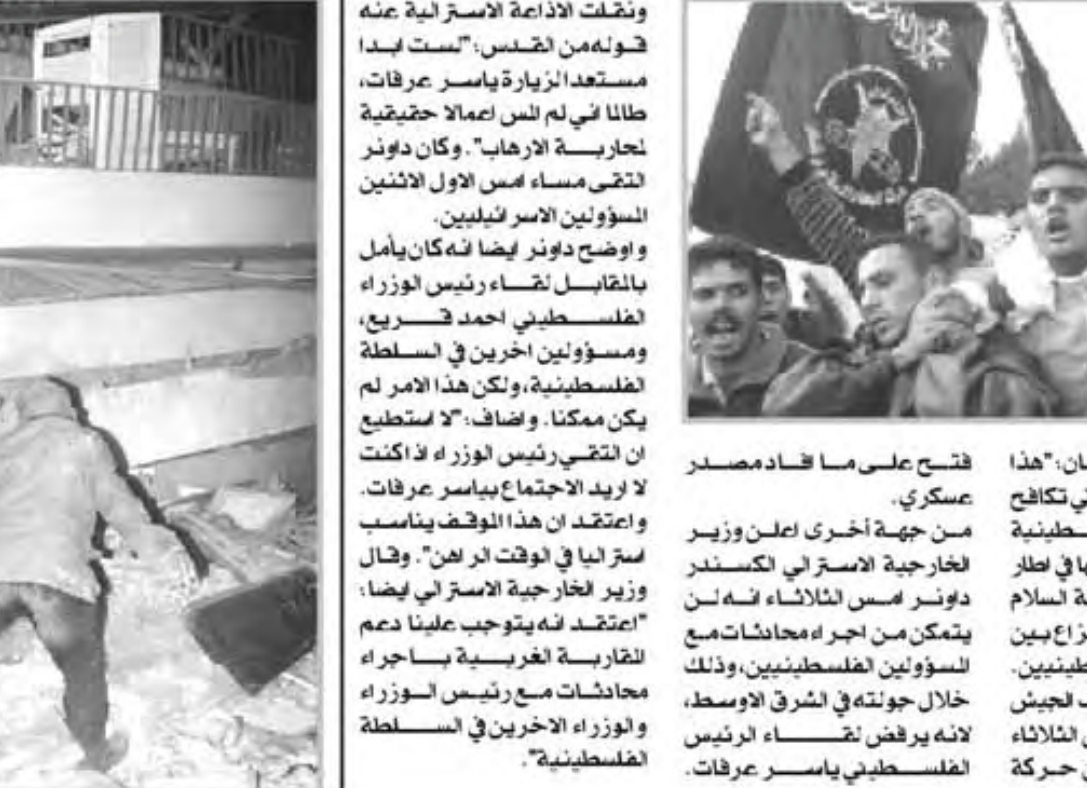 ان: "هذا
ي تكافح
سطينية
ها في اطار
ة السلام
زاع بين
طينيين.
الجيش
الثلاثاء
حركة
فتح على ما افاد مصدر
عسكري.
من جهة أخرى اعلن وزير
الخارجية الاسترالي الكسندر
داونر امس الثلاثاء انه لن
يتمكن من اجراء محادثات مع
المسؤولين الفلسطينيين، وذلك
خلال جولته في الشرق الاوسط،
لانه يرفض لقاء الرئيس
الفلسطيني ياسر عرفات.
ونقلت الاذاعة الاسترالية عنه
قوله من القدس: "لست ابدا
مستعدا لزيارة ياسر عرفات،
طالما اني لم المس اعمالا حقيقية
لمحاربة الارهاب". وكان داونر
التقى مساء امس الاول الاثنين
المسؤولين الاسرائيليين.
واوضح داونر ايضا انه كان يأمل
بالمقابل لقاء رئيس الوزراء
الفلسطيني احمد قريع،
ومسؤولين اخرين في السلطة
الفلسطينية، ولكن هذا الامر لم
يكن ممكنا. واضاف: "لا استطيع
ان التقي رئيس الوزراء اذا كنت
لا اريد الاجتماع بياسر عرفات.
واعتقد ان هذا الموقف يناسب
استراليا في الوقت الراهن". وقال
وزير الخارجية الاسترالي ايضا:
"اعتقد انه يتوجب علينا دعم
المقاربة الغربية باجراء
محادثات مع رئيس الوزراء
والوزراء الاخرين في السلطة
الفلسطينية".